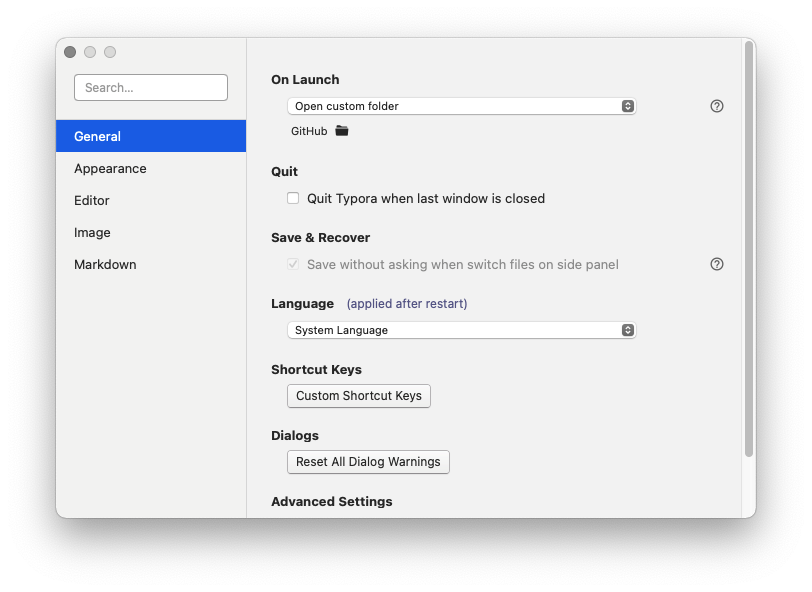 Search...
General
Appearance
Editor
Image
Markdown
On Launch
Open custom folder
GitHub
Quit
Quit Typora when last window is closed
Save & Recover
Save without asking when switch files on side panel
Language (applied after restart)
System Language
Shortcut Keys
Custom Shortcut Keys
Dialogs
Reset All Dialog Warnings
Advanced Settings